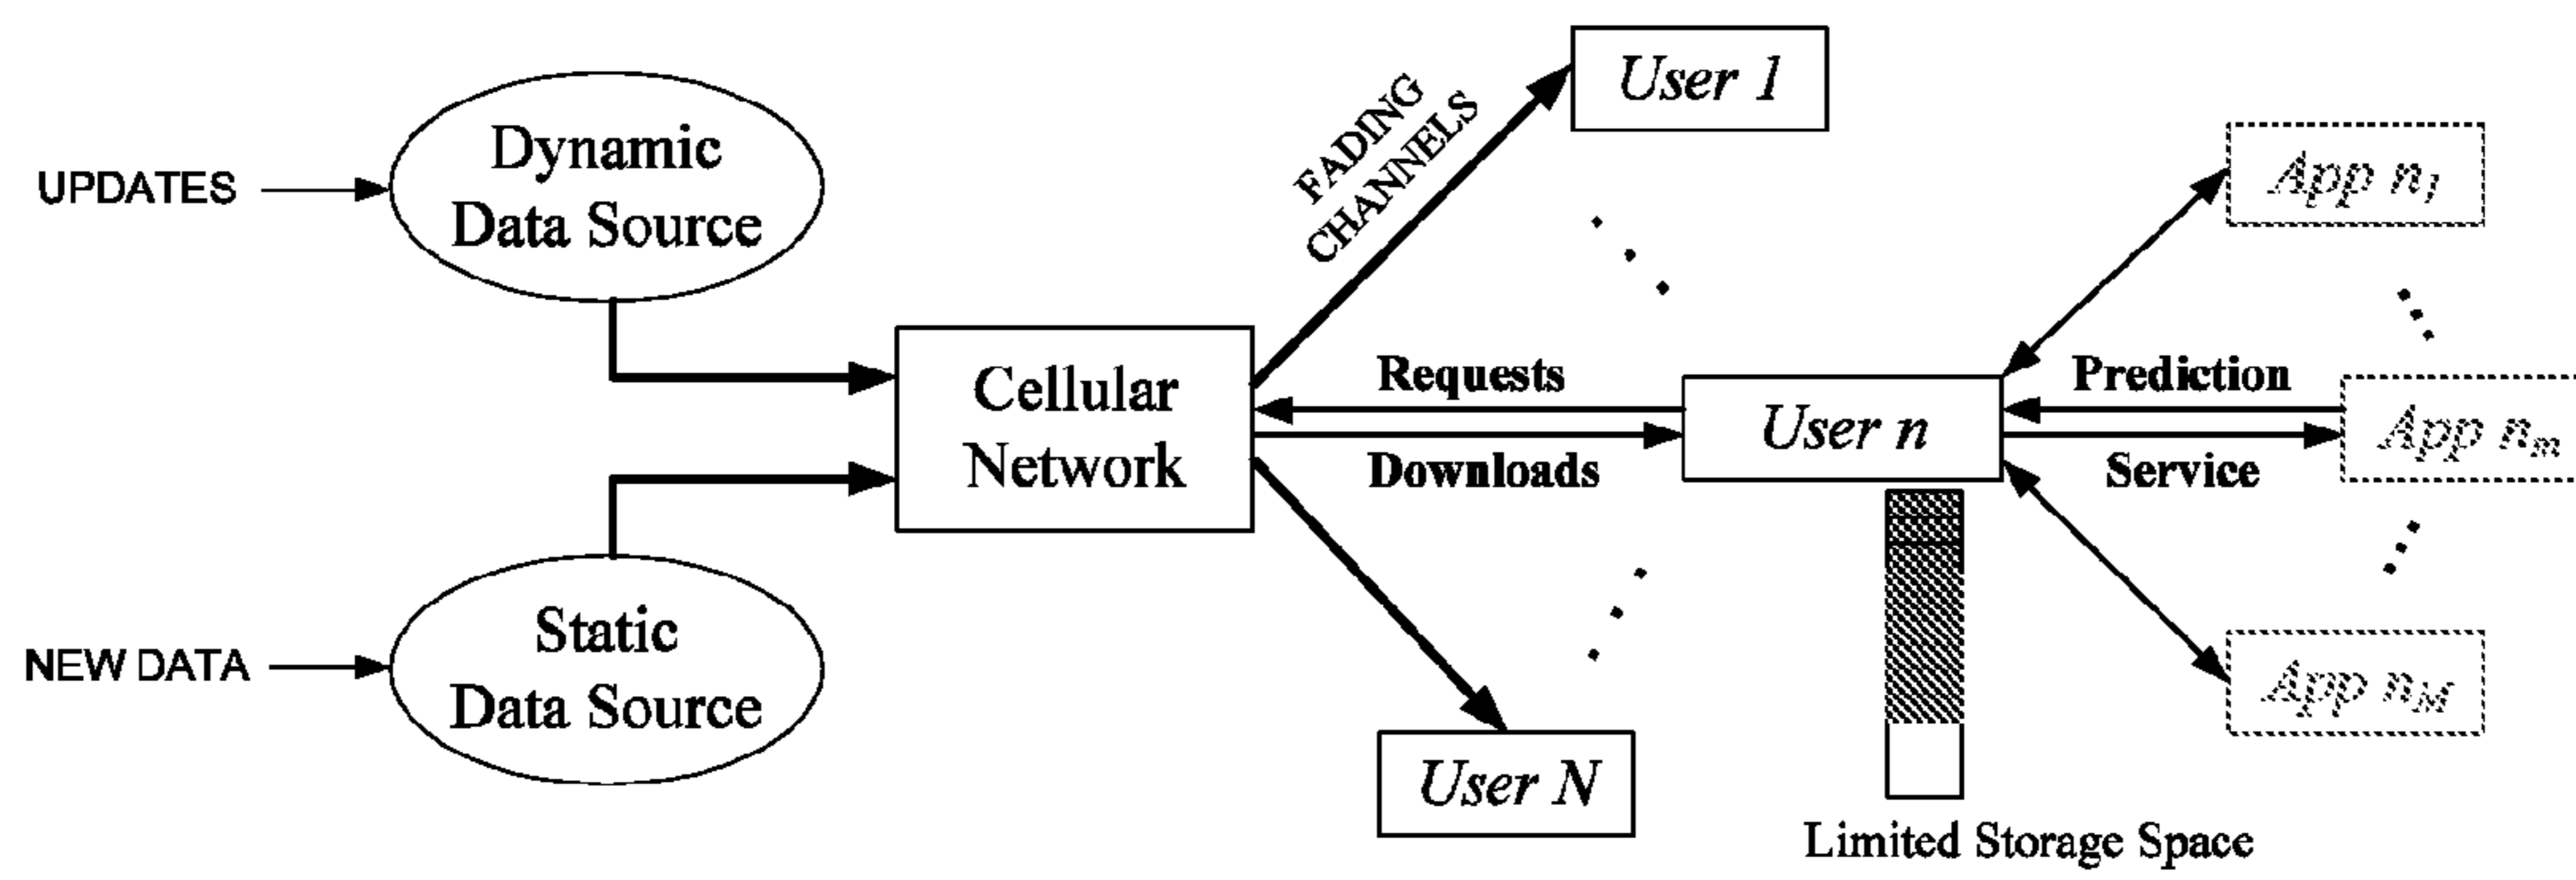 UPDATES
Dynamic
Data Source
NEW DATA
Static
Data Source
Cellular
Network
FADING
CHANNELS
User 1
Requests
Downloads
User n
User N
Limited Storage Space
Prediction
Service
App n₁
App nₘ
App n_M